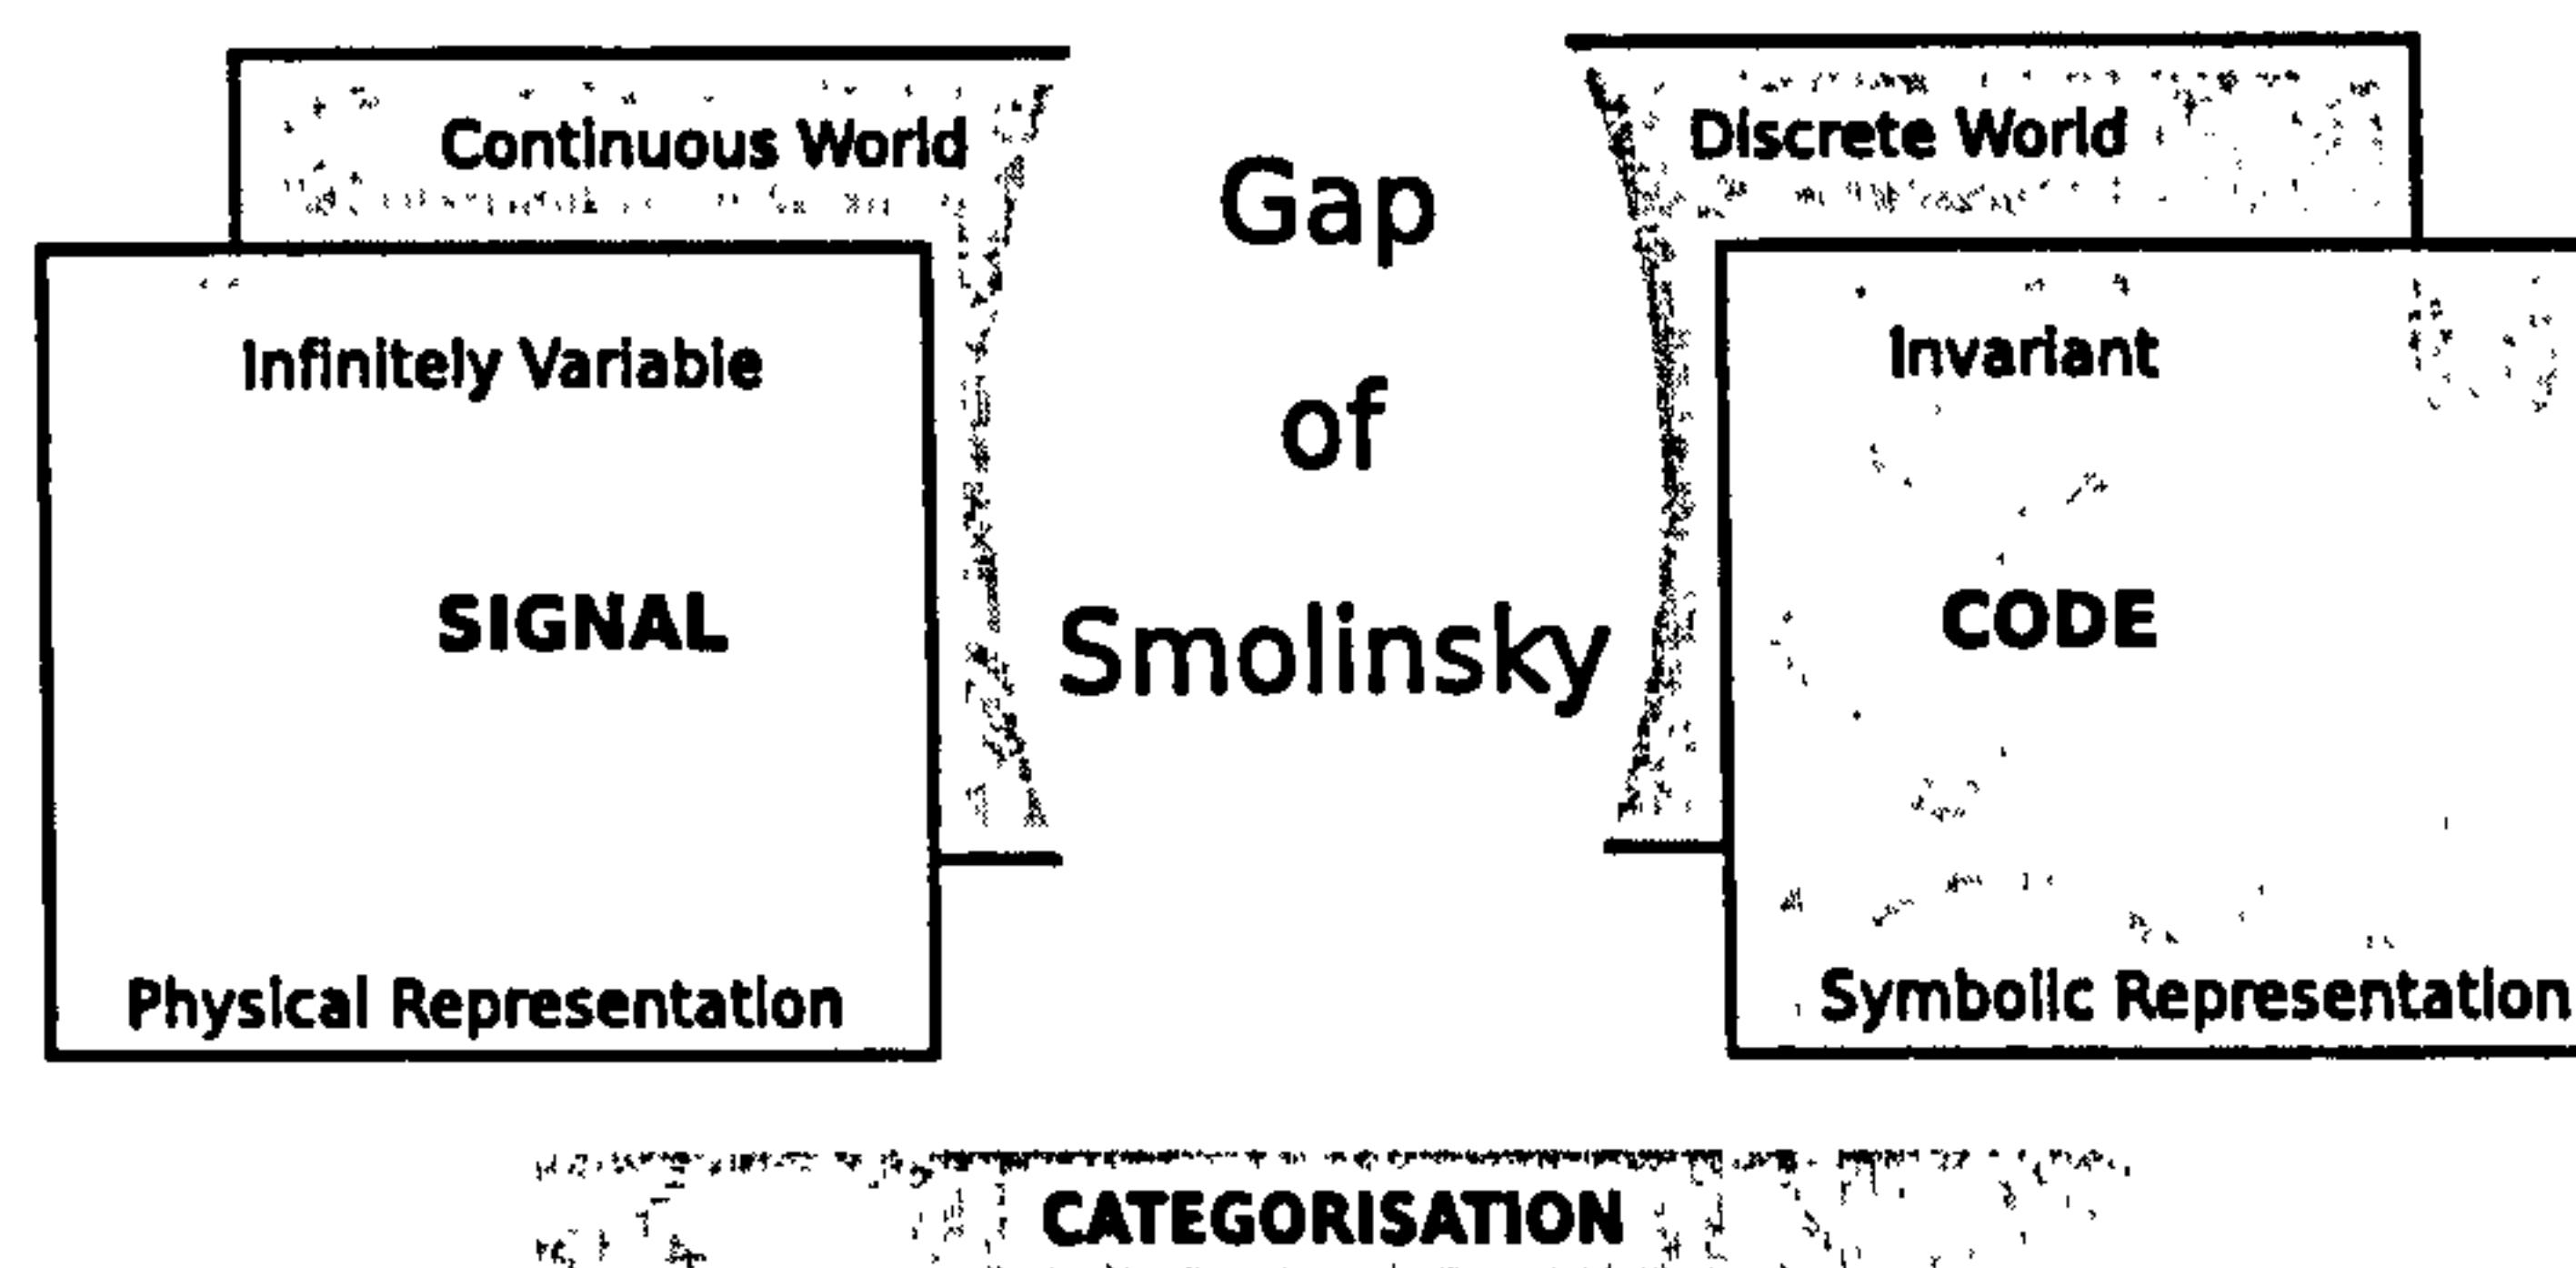 Continuous World
Discrete World
Gap
of
Smolinsky
Infinitely Variable
SIGNAL
Physical Representation
Invariant
CODE
Symbolic Representation
CATEGORISATION